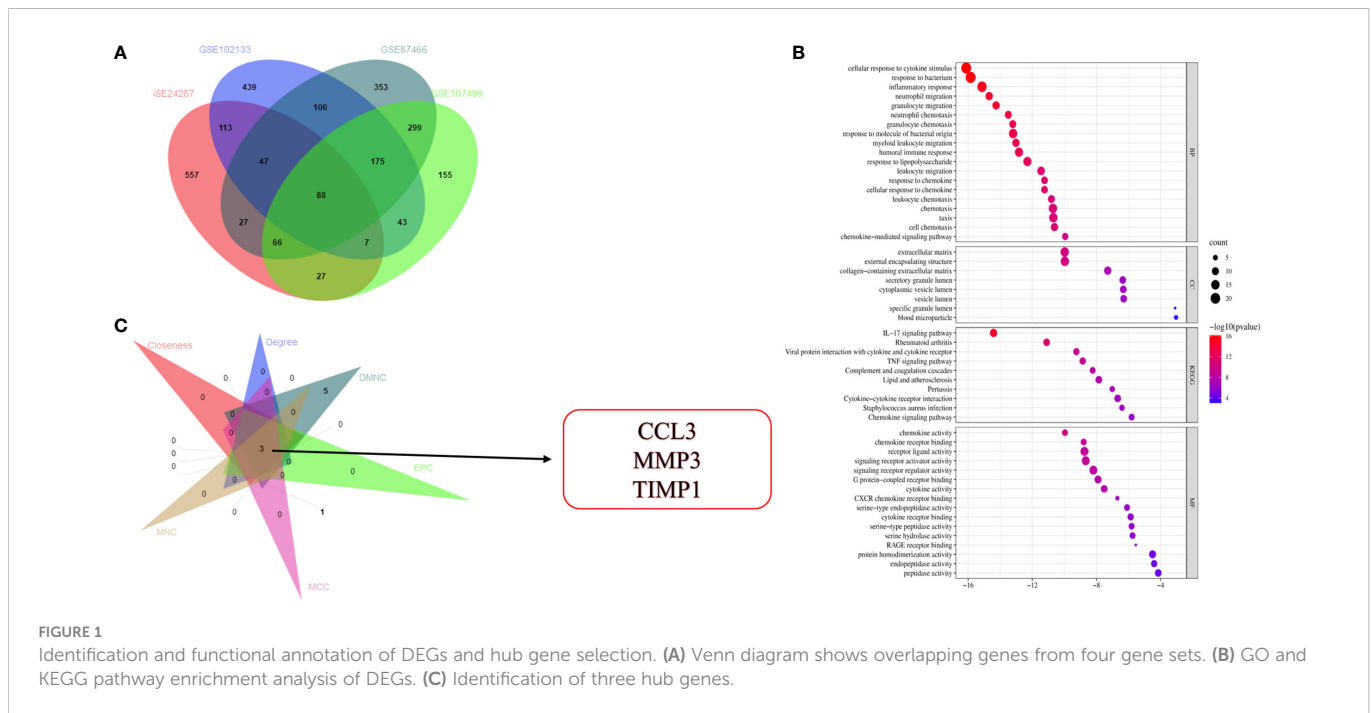 A
GSE102133
GSE87466
SE24287
GSE107499
439
353
113
100
299
557
47
175
155
88
27
43
66
7
27
B
cellular response to cytokine stimulus
response to bacterium
inflammatory response
neutrophil migration
granulocyte migration
neutrophil chemotaxis
granulocyte chemotaxis
response to molecule of bacterial origin
myeloid leukocyte migration
humoral immune response
response to lipopolysaccharide
leukocyte migration
response to chemokine
cellular response to chemokine
leukocyte chemotaxis
chemotaxis
taxis
cell chemotaxis
chemokine-mediated signaling pathway
BP
extracellular matrix
external encapsulating structure
collagen-containing extracellular matrix
secretory granule lumen
cytoplasmic vesicle lumen
vesicle lumen
specific granule lumen
blood microparticle
CC
IL-17 signaling pathway
Rheumatoid arthritis
Viral protein interaction with cytokine and cytokine receptor
TNF signaling pathway
Complement and coagulation cascades
Lipid and atherosclerosis
Pertussis
Cytokine-cytokine receptor interaction
Staphylococcus aureus infection
Chemokine signaling pathway
KEGG
chemokine activity
chemokine receptor binding
receptor ligand activity
signaling receptor activator activity
signaling receptor regulator activity
G protein-coupled receptor binding
cytokine activity
CXCR chemokine receptor binding
serine-type endopeptidase activity
cytokine receptor binding
serine-type peptidase activity
serine hydrolase activity
RAGE receptor binding
protein homodimerization activity
endopeptidase activity
peptidase activity
MF
-16 -12 -8 -4
count
5
10
15
20
-log10(pvalue)
16
12
8
4
C
Closeness
Degree
DMNC
EPC
MCC
MNC
0
0
0
0
0
0
5
0
0
0
0
0
0
0
0
3
0
0
0
0
0
0
0
0
1
CCL3
MMP3
TIMP1
FIGURE 1
Identification and functional annotation of DEGs and hub gene selection. (A) Venn diagram shows overlapping genes from four gene sets. (B) GO and
KEGG pathway enrichment analysis of DEGs. (C) Identification of three hub genes.